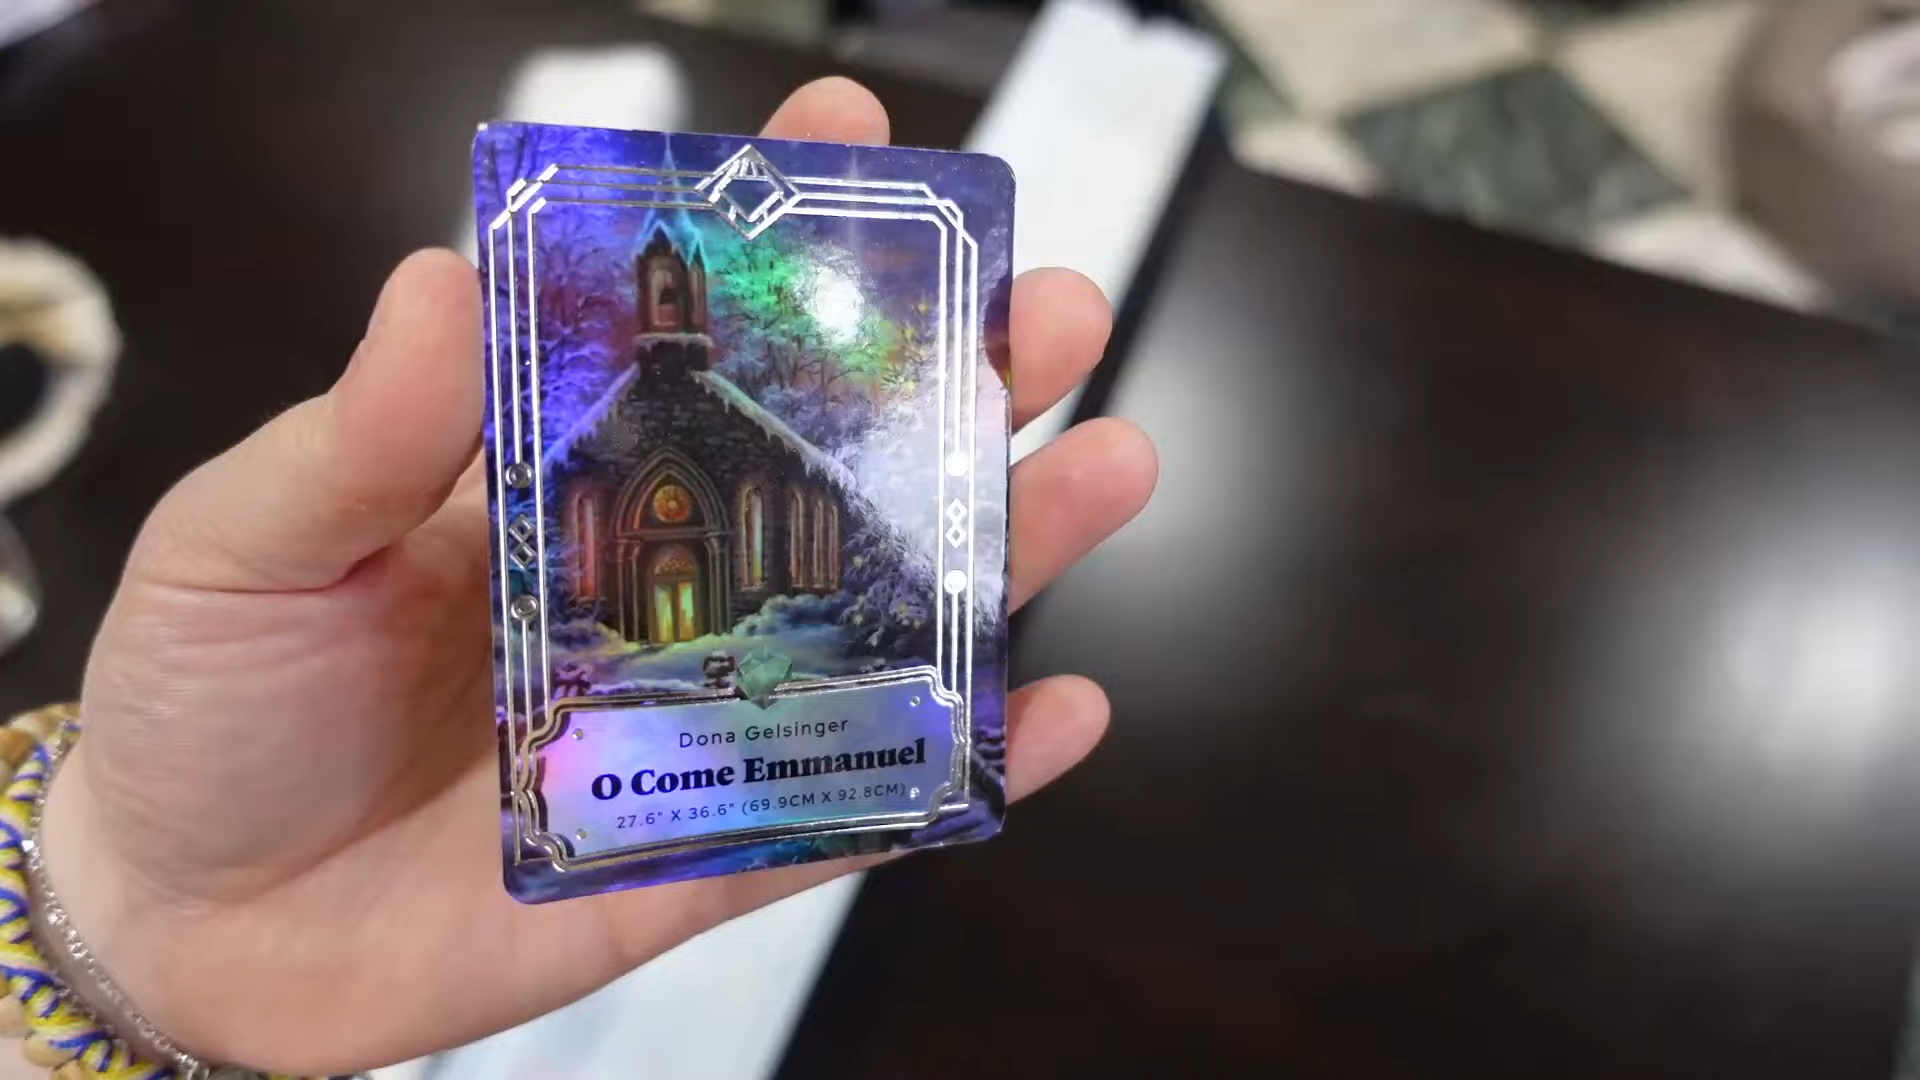 Dona Gelsinger
O Come Emmanuel
27.6" X 36.6" (69.9CM X 92.8CM)